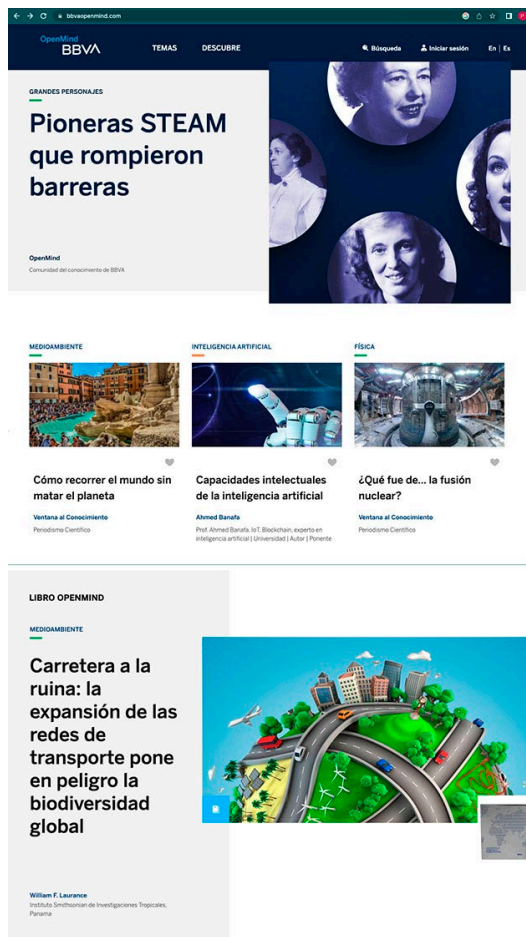 bbvaopenmind.com
OpenMind
BBVA
TEMAS DESCUBRE Búsqueda Iniciar sesión En | Es
GRANDES PERSONAJES
Pioneras STEAM
que rompieron
barreras
OpenMind
Comunidad del conocimiento de BBVA
MEDIOAMBIENTE
Cómo recorrer el mundo sin
matar el planeta
Ventana al Conocimiento
Periodismo Científico
INTELIGENCIA ARTIFICIAL
Capacidades intelectuales
de la inteligencia artificial
Ahmed Banafa
Prof. Ahmed Banafa. IoT, Blockchain, experto en
inteligencia artificial | Universidad | Autor | Ponente
FÍSICA
¿Qué fue de... la fusión
nuclear?
Ventana al Conocimiento
Periodismo Científico
LIBRO OPENMIND
MEDIOAMBIENTE
Carretera a la
ruina: la
expansión de las
redes de
transporte pone
en peligro la
biodiversidad
global
William F. Laurance
Instituto Smithsonian de Investigaciones Tropicales,
Panama